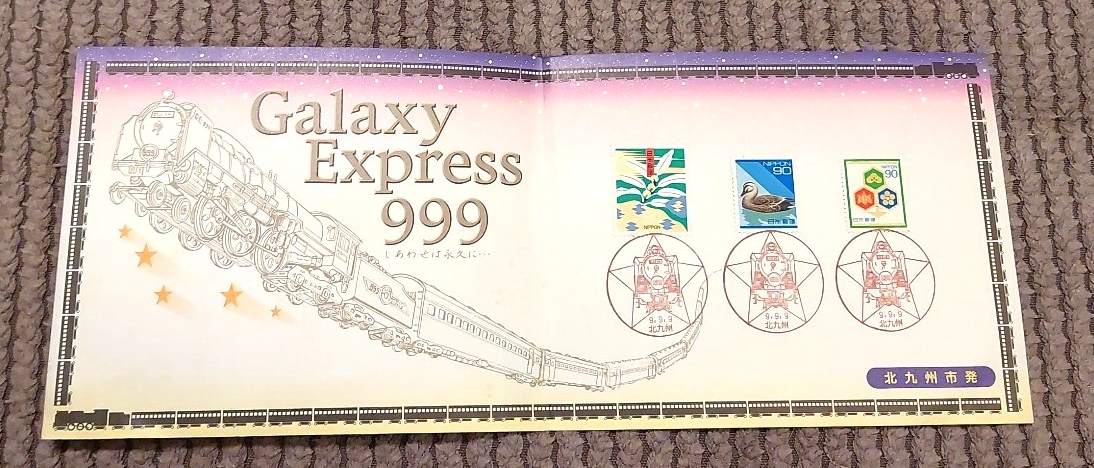 Galaxy
Express
999
しあわせは永久に…
NIPPON
NIPPON
90
日本郵便
NIPPON
90
日本郵便
9.9.9
北九州
9.9.9
北九州
9.9.9
北九州
北九州市発